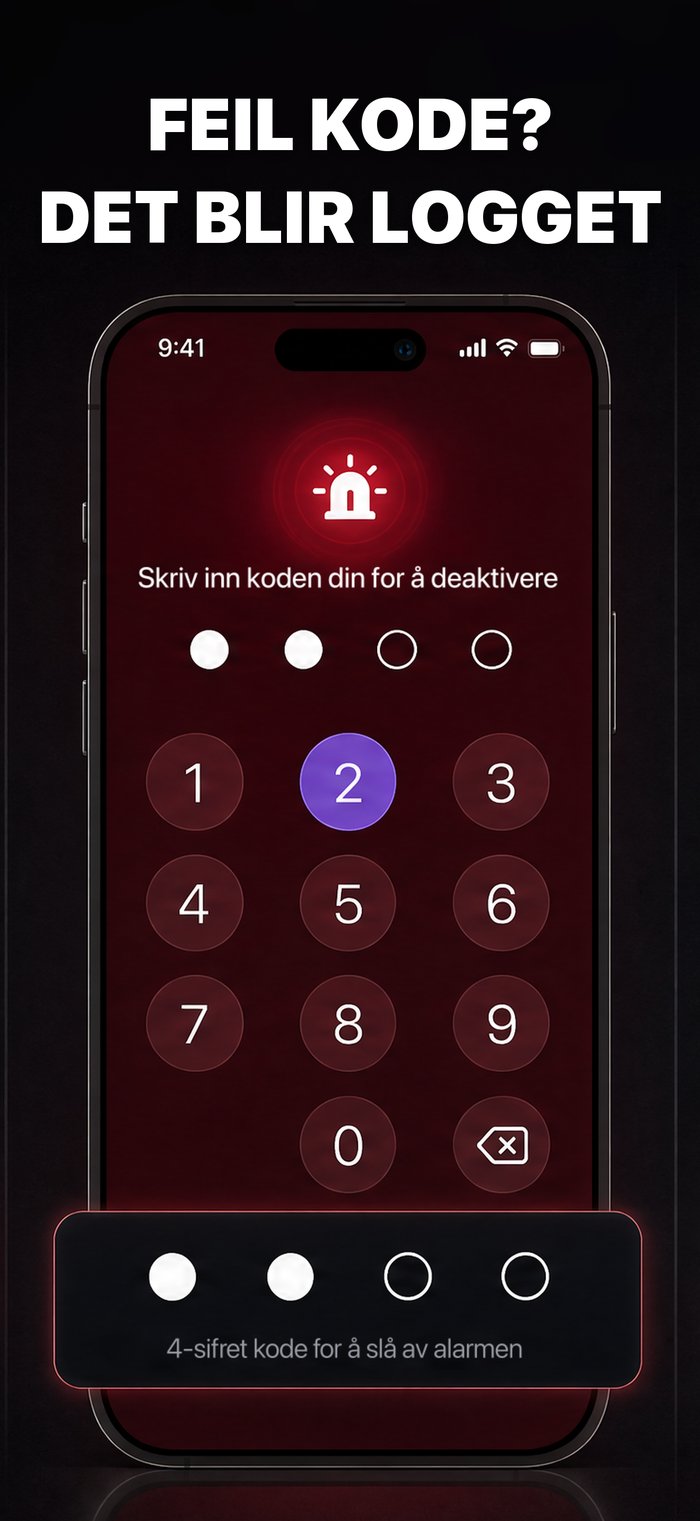 FEIL KODE?
DET BLIR LOGGET
9:41
Skriv inn koden din for å deaktivere
1 2 3
4 5 6
7 8 9
0
4-sifret kode for å slå av alarmen